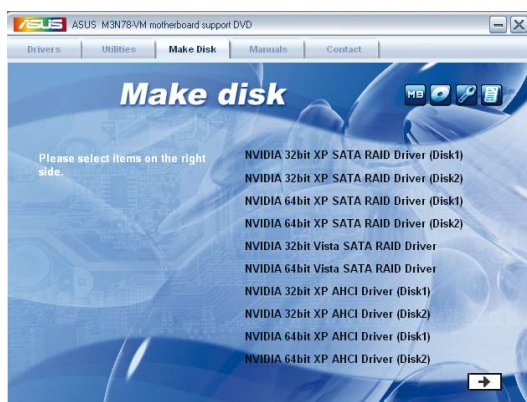 ASUS ASUS M3N78-VM motherboard support DVD
Drivers Utilities Make Disk Manuals Contact
Make disk
MB
Please select items on the right
side.
NVIDIA 32bit XP SATA RAID Driver (Disk1)
NVIDIA 32bit XP SATA RAID Driver (Disk2)
NVIDIA 64bit XP SATA RAID Driver (Disk1)
NVIDIA 64bit XP SATA RAID Driver (Disk2)
NVIDIA 32bit Vista SATA RAID Driver
NVIDIA 64bit Vista SATA RAID Driver
NVIDIA 32bit XP AHCI Driver (Disk1)
NVIDIA 32bit XP AHCI Driver (Disk2)
NVIDIA 64bit XP AHCI Driver (Disk1)
NVIDIA 64bit XP AHCI Driver (Disk2)